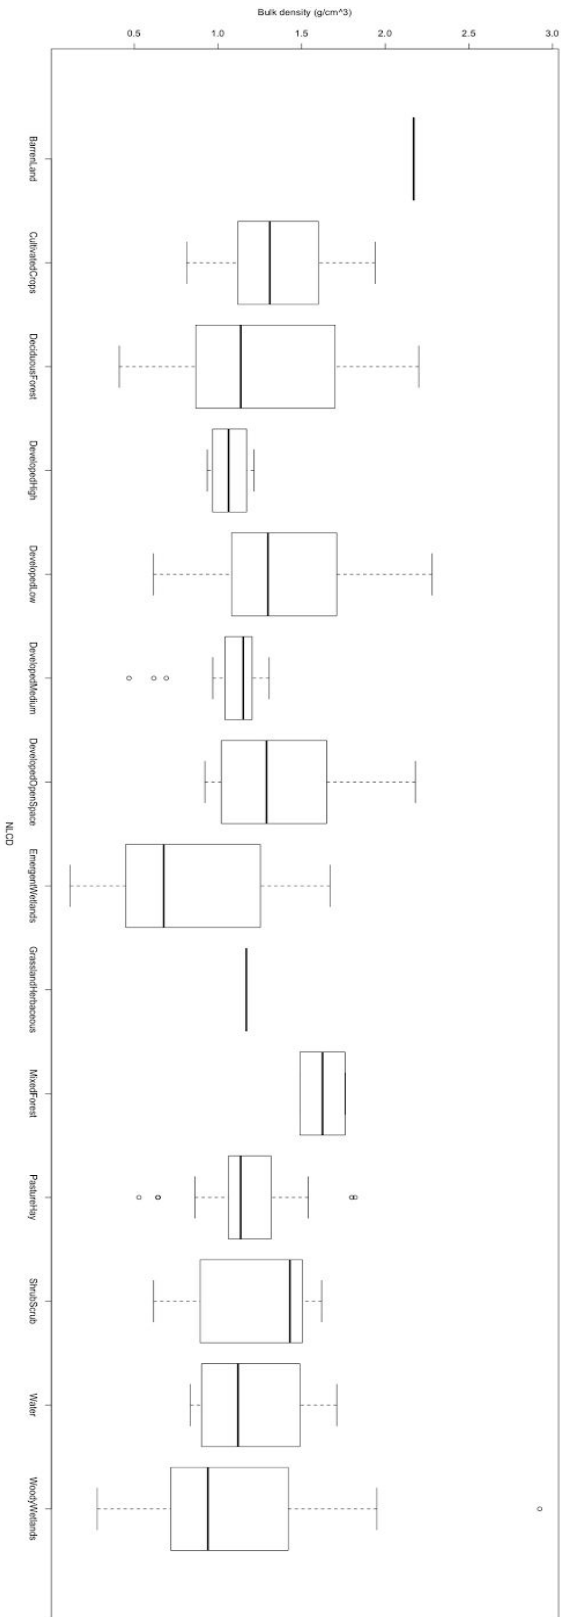 Bulk density (g/cm^3)
0.5 1.0 1.5 2.0 2.5 3.0
BarrenLand
CultivatedCrops
DeciduousForest
DevelopedHigh
DevelopedLow
DevelopedMedium
DevelopedOpenSpace
EmergentWetlands
GrasslandHerbaceous
MixedForest
PastureHay
ShrubScrub
Water
WoodyWetlands
NLCD